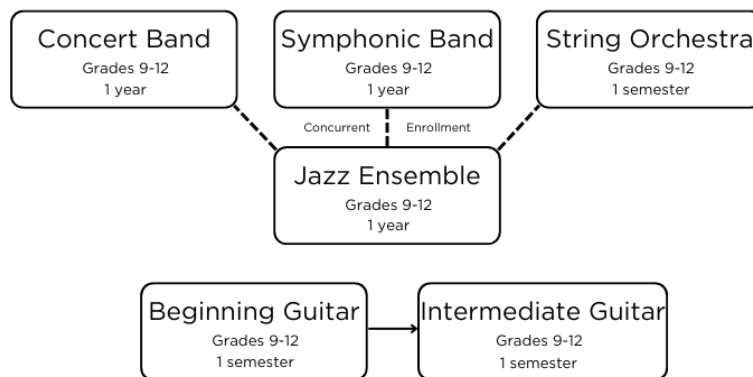 Concert Band
Grades 9-12
1 year
Symphonic Band
Grades 9-12
1 year
String Orchestra
Grades 9-12
1 semester
Concurrent Enrollment
Jazz Ensemble
Grades 9-12
1 year
Beginning Guitar
Grades 9-12
1 semester
Intermediate Guitar
Grades 9-12
1 semester